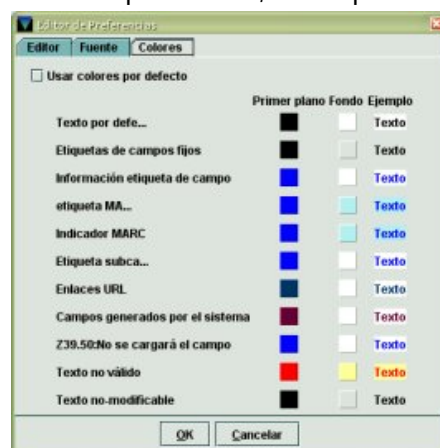 Editor de Preferencias
Editor Fuente Colores
Usar colores por defecto
Primer plano Fondo Ejemplo
Texto por defe... Texto
Etiquetas de campos fijos Texto
Información etiqueta de campo Texto
etiqueta MA... Texto
Indicador MARC Texto
Etiqueta subca... Texto
Enlaces URL Texto
Campos generados por el sistema Texto
Z39.50:No se cargará el campo Texto
Texto no válido Texto
Texto no-modificable Texto
OK Cancelar